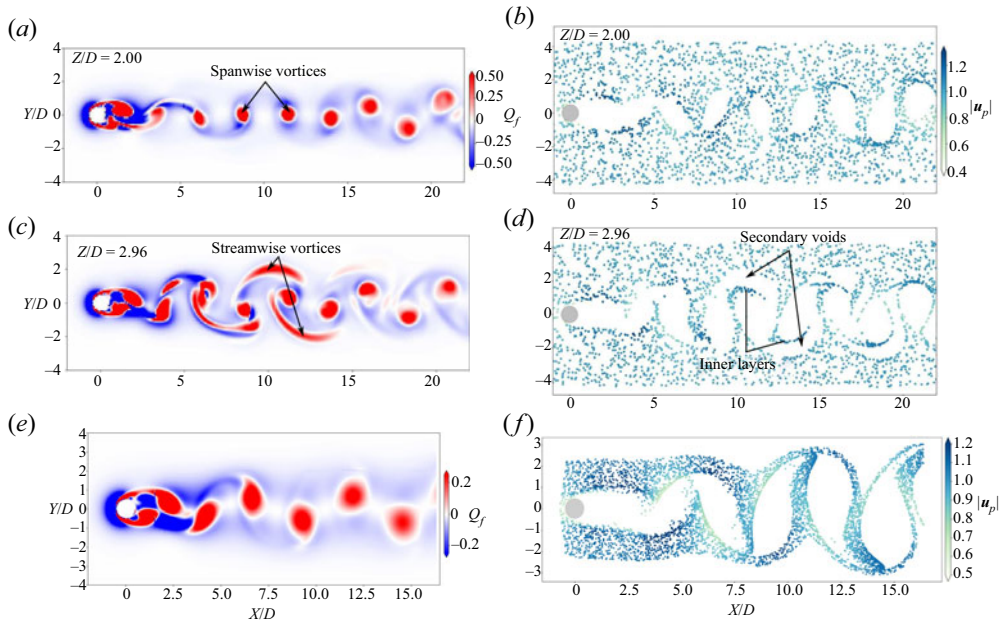 (a)
Z/D = 2.00
Spanwise vortices
Y/D
4
2
0
–2
–4
0 5 10 15 20
0.50
0.25
0
–0.25
–0.50
Q_f
(b)
Z/D = 2.00
4
2
0
–2
–4
0 5 10 15 20
1.2
1.0
0.8
0.6
0.4
|u_p|
(c)
Z/D = 2.96
Streamwise vortices
Y/D
4
2
0
–2
–4
0 5 10 15 20
(d)
Z/D = 2.96
Secondary voids
Inner layers
4
2
0
–2
–4
0 5 10 15 20
(e)
Y/D
4
3
2
1
0
–1
–2
3
4
0 2.5 5.0 7.5 10.0 12.5 15.0
X/D
0.2
0
–0.2
Q_f
(f)
3
2
1
0
–1
–2
–3
0 2.5 5.0 7.5 10.0 12.5 15.0
X/D
1.2
1.1
1.0
0.9
0.8
0.7
0.6
0.5
|u_p|